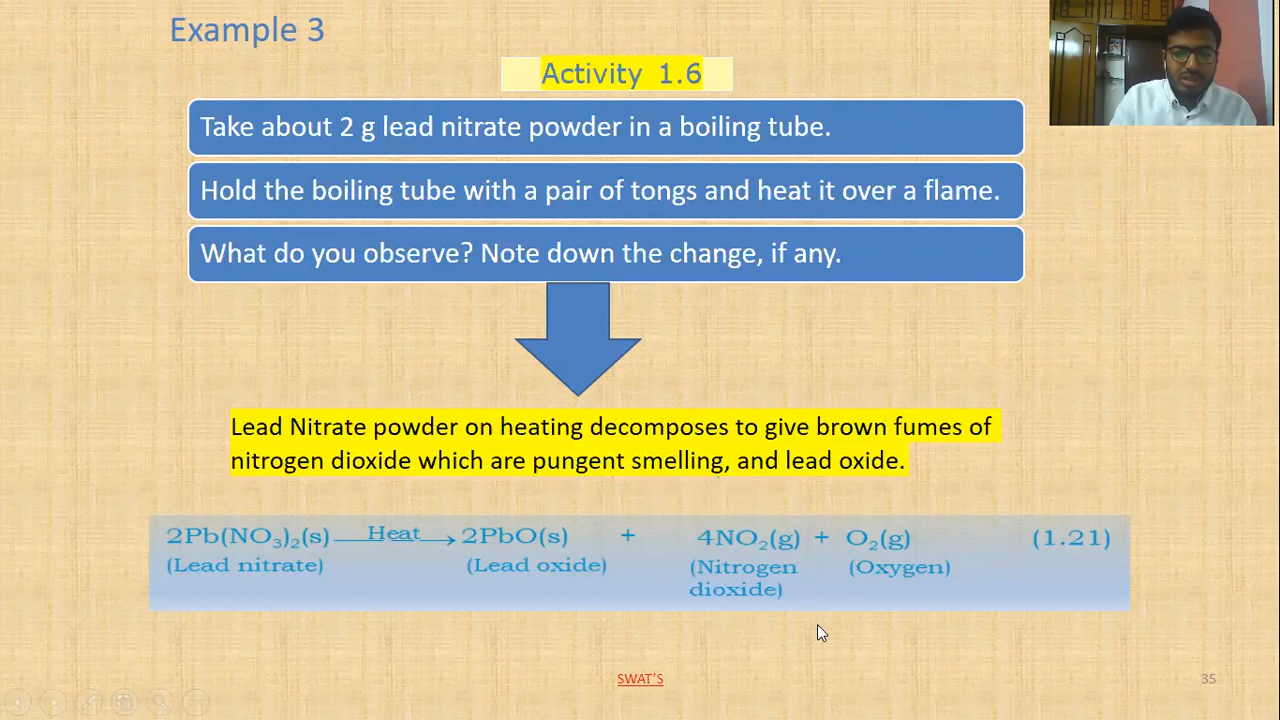 Example 3
Activity 1.6
Take about 2 g lead nitrate powder in a boiling tube.
Hold the boiling tube with a pair of tongs and heat it over a flame.
What do you observe? Note down the change, if any.
Lead Nitrate powder on heating decomposes to give brown fumes of
nitrogen dioxide which are pungent smelling, and lead oxide.
2Pb(NO₃)₂(s) —Heat→ 2PbO(s) + 4NO₂(g) + O₂(g) (1.21)
(Lead nitrate) (Lead oxide) (Nitrogen (Oxygen)
dioxide)
SWAT'S
35